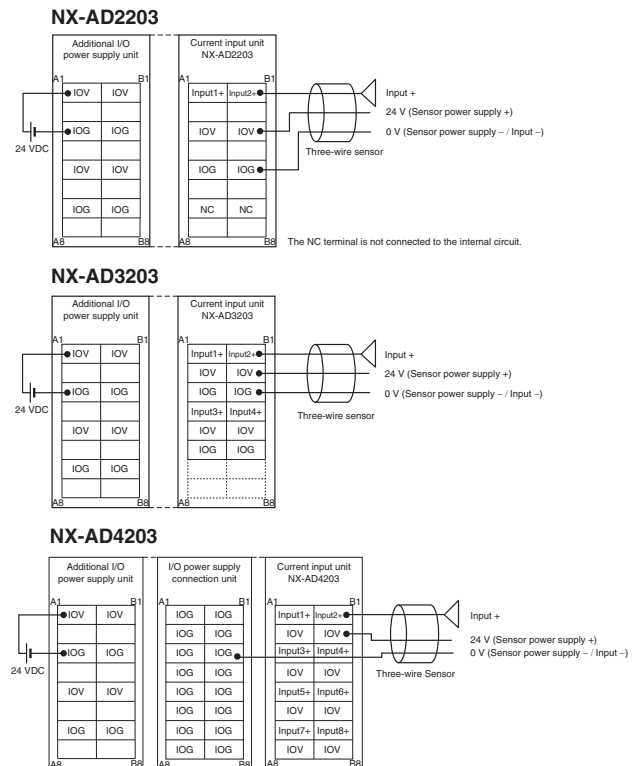 NX-AD2203
Additional I/O
power supply unit
Current input unit
NX-AD2203
A1 B1 A1 B1
IOV IOV Input1+ Input2+ Input +
24 V (Sensor power supply +)
IOG IOG IOV IOV 0 V (Sensor power supply – / Input –)
24 VDC Three-wire sensor
IOV IOV IOG IOG
IOG IOG NC NC
A8 B8 A8 B8 The NC terminal is not connected to the internal circuit.
NX-AD3203
Additional I/O
power supply unit
Current input unit
NX-AD3203
A1 B1 A1 B1
IOV IOV Input1+ Input2+ Input +
IOV IOV 24 V (Sensor power supply +)
IOG IOG IOG IOG 0 V (Sensor power supply – / Input –)
24 VDC Input3+ Input4+ Three-wire sensor
IOV IOV IOV IOV
IOG IOG
IOG IOG
A8 B8 A8 B8
NX-AD4203
Additional I/O
power supply unit
I/O power supply
connection unit
Current input unit
NX-AD4203
A1 B1 A1 B1 A1 B1
IOV IOV IOG IOG Input1+ Input2+ Input +
IOG IOG IOV IOV 24 V (Sensor power supply +)
IOG IOG IOG IOG Input3+ Input4+ 0 V (Sensor power supply – / Input –)
24 VDC IOG IOG IOV IOV Three-wire Sensor
IOV IOV IOG IOG Input5+ Input6+
IOG IOG IOV IOV
IOG IOG IOG IOG Input7+ Input8+
IOG IOG IOV IOV
A8 B8 A8 B8 A8 B8